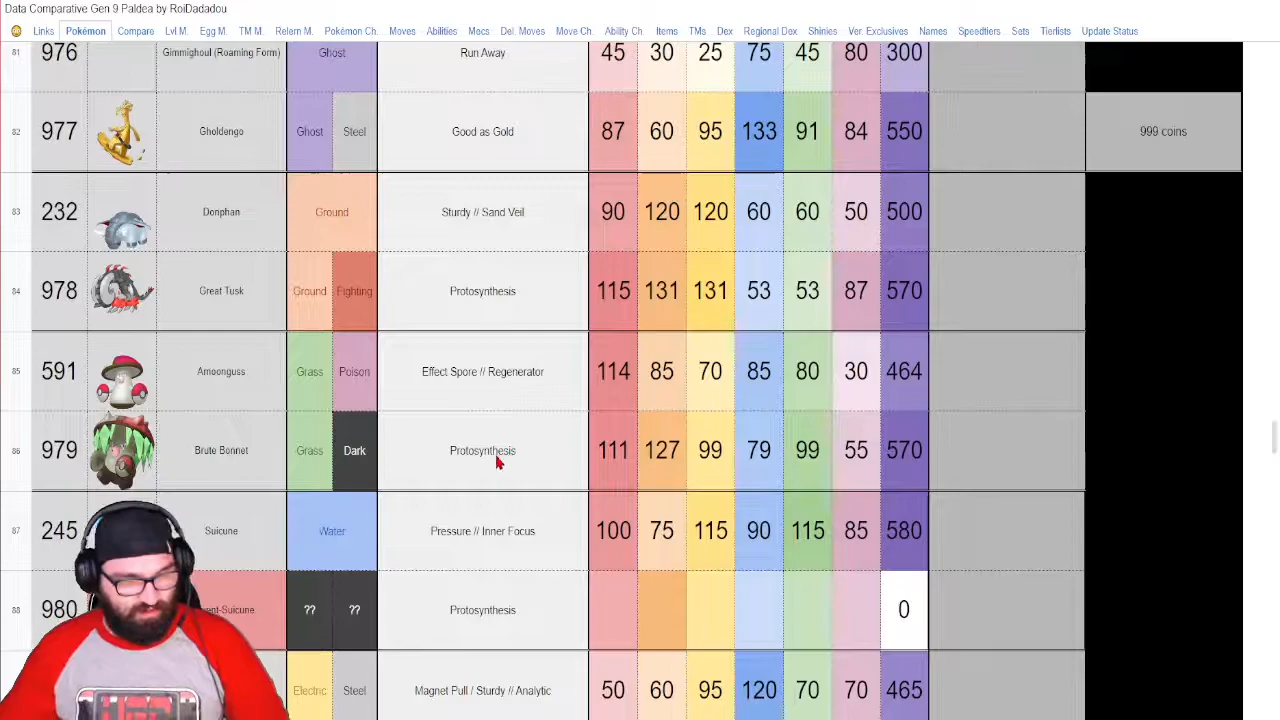 Data Comparative Gen 9 Paldea by RoiDadadou
Links Pokémon Compare Lvl M. Egg M. TM M. Relern M. Pokémon Ch. Moves Abilities Mecs Del. Moves Move Ch. Ability Ch. Items TMs Dex Regional Dex Shinies Ver. Exclusives Names Speedtiers Sets Tierlists Update Status
81 976 Gimmighoul (Roaming Form) Ghost Run Away 45 30 25 75 45 80 300
82 977 Gholdengo Ghost Steel Good as Gold 87 60 95 133 91 84 550 999 coins
83 232 Donphan Ground Sturdy // Sand Veil 90 120 120 60 60 50 500
84 978 Great Tusk Ground Fighting Protosynthesis 115 131 131 53 53 87 570
85 591 Amoonguss Grass Poison Effect Spore // Regenerator 114 85 70 85 80 30 464
86 979 Brute Bonnet Grass Dark Protosynthesis 111 127 99 79 99 55 570
87 245 Suicune Water Pressure // Inner Focus 100 75 115 90 115 85 580
88 980 ?? ?? Protosynthesis 0
Electric Steel Magnet Pull / Sturdy // Analytic 50 60 95 120 70 70 465